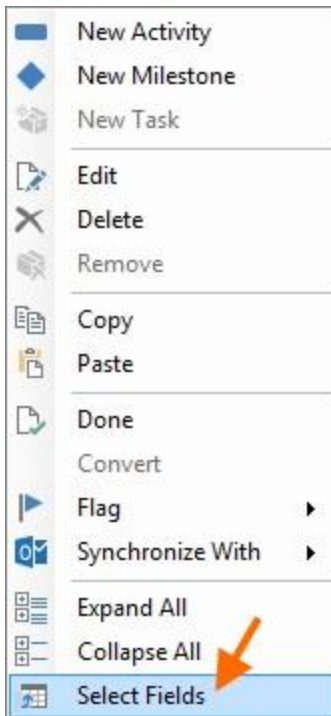 New Activity
New Milestone
New Task
Edit
Delete
Remove
Copy
Paste
Done
Convert
Flag
Synchronize With
Expand All
Collapse All
Select Fields